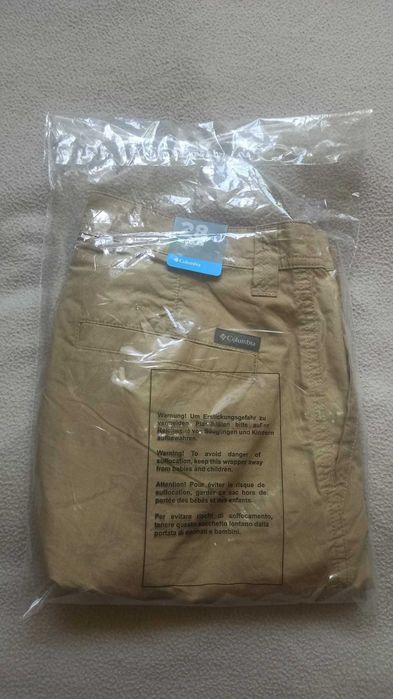 38
Columbia
Columbia
Warnung! Um Erstickungsgefahr zu
vermeiden, Plastiktüten bitte außer
von Säuglingen und Kindern
aufbewahren.
Warning! To avoid danger of
suffocation, keep this wrapper away
from babies and children.
Attention! Pour éviter le risque de
suffocation, garder ce sac hors de
portée des bébés et des enfants.
Per evitare rischi di soffocamento,
tenere questo sacchetto lontano dalla
portata di neonati e bambini.